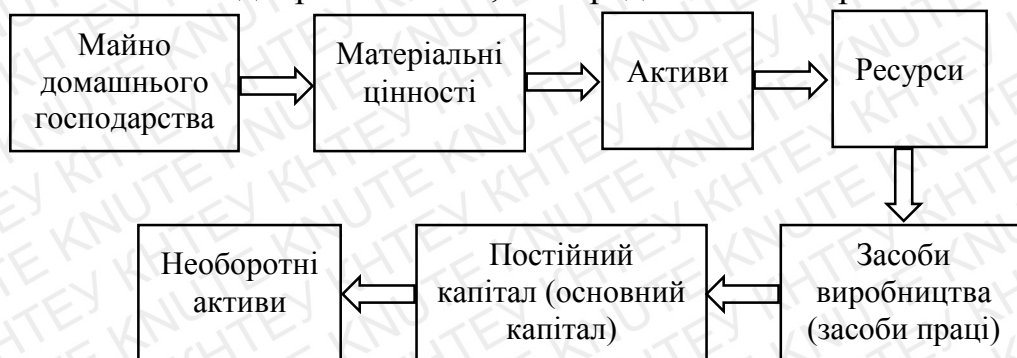 Майно
домашнього
господарства
Матеріальні
цінності
Активи
Ресурси
Засоби
виробництва
(засоби праці)
Постійний
капітал (основний
капітал)
Необоротні
активи